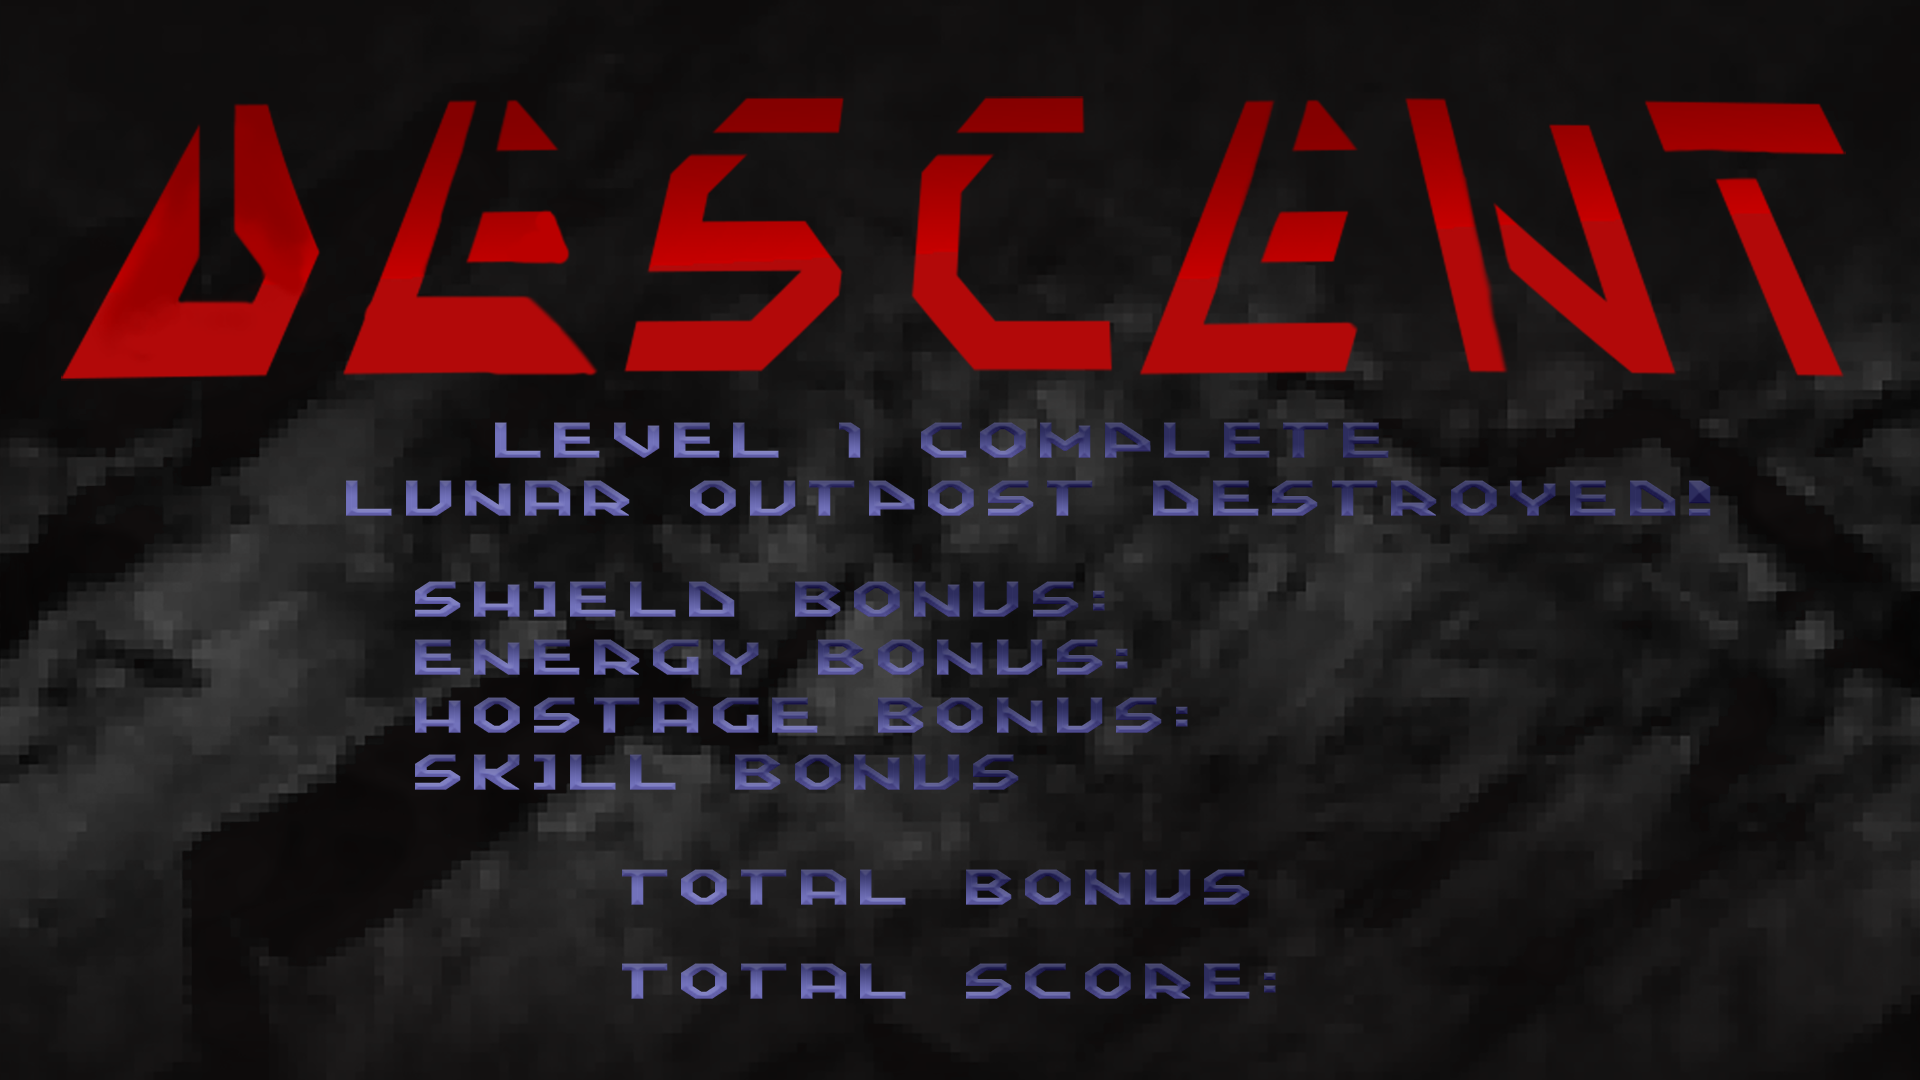 DESCENT
LEVEL 1 COMPLETE
LUNAR OUTPOST DESTROYED!
SHIELD BONUS:
ENERGY BONUS:
HOSTAGE BONUS:
SKILL BONUS
TOTAL BONUS
TOTAL SCORE: